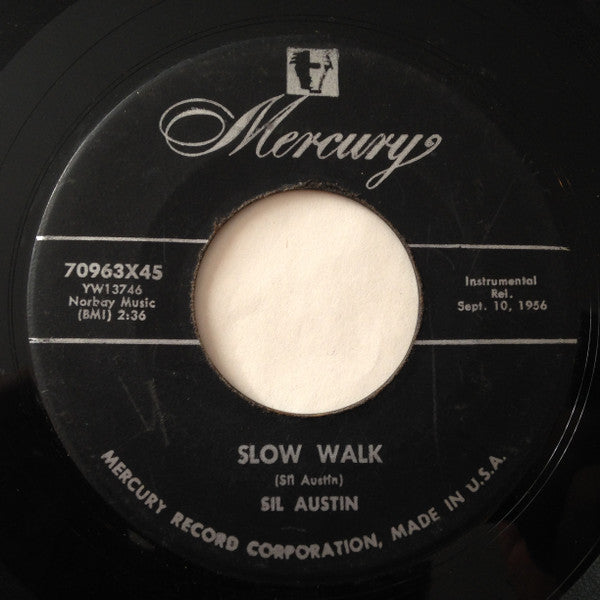 Mercury
70963X45
YW13746
Norbay Music
(BMI) 2:36
Instrumental
Rel.
Sept. 10, 1956
SLOW WALK
(Sil Austin)
SIL AUSTIN
MERCURY RECORD CORPORATION, MADE IN U.S.A.